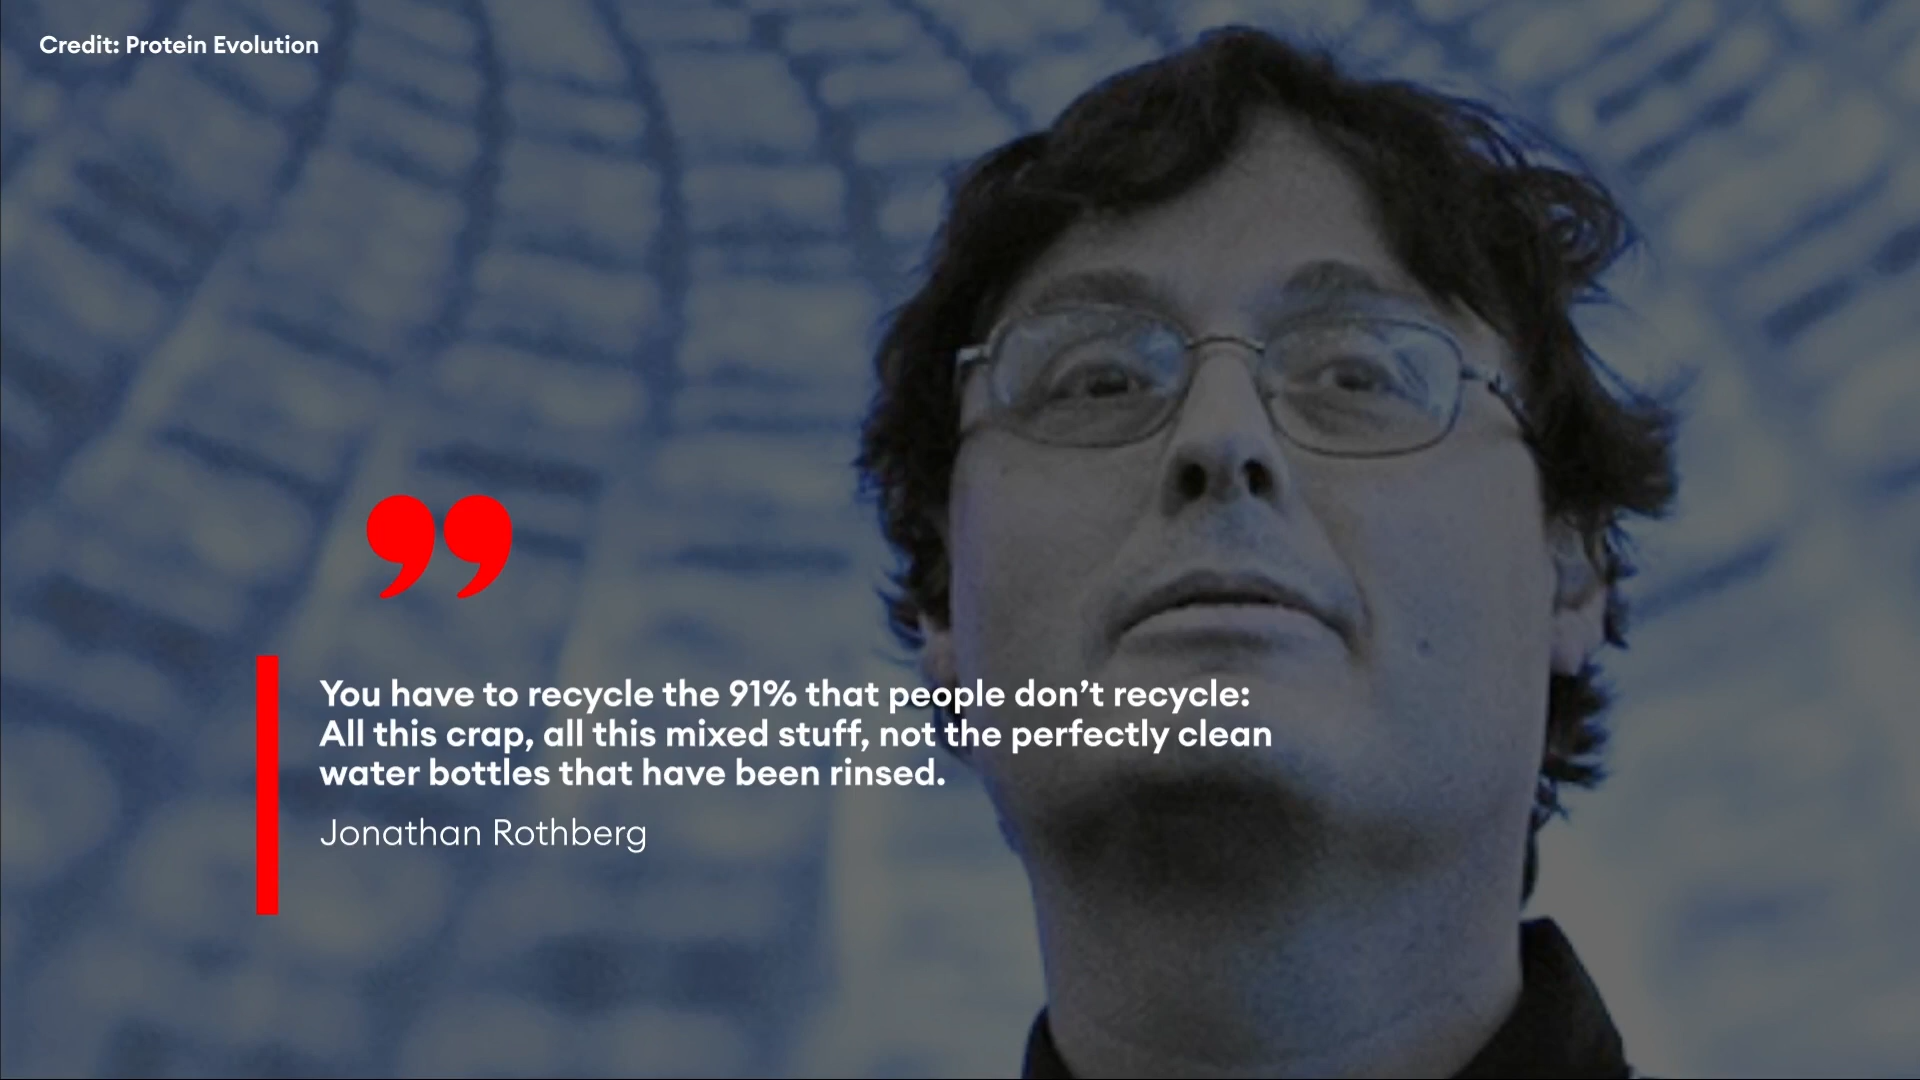 Credit: Protein Evolution
”
You have to recycle the 91% that people don’t recycle:
All this crap, all this mixed stuff, not the perfectly clean
water bottles that have been rinsed.
Jonathan Rothberg